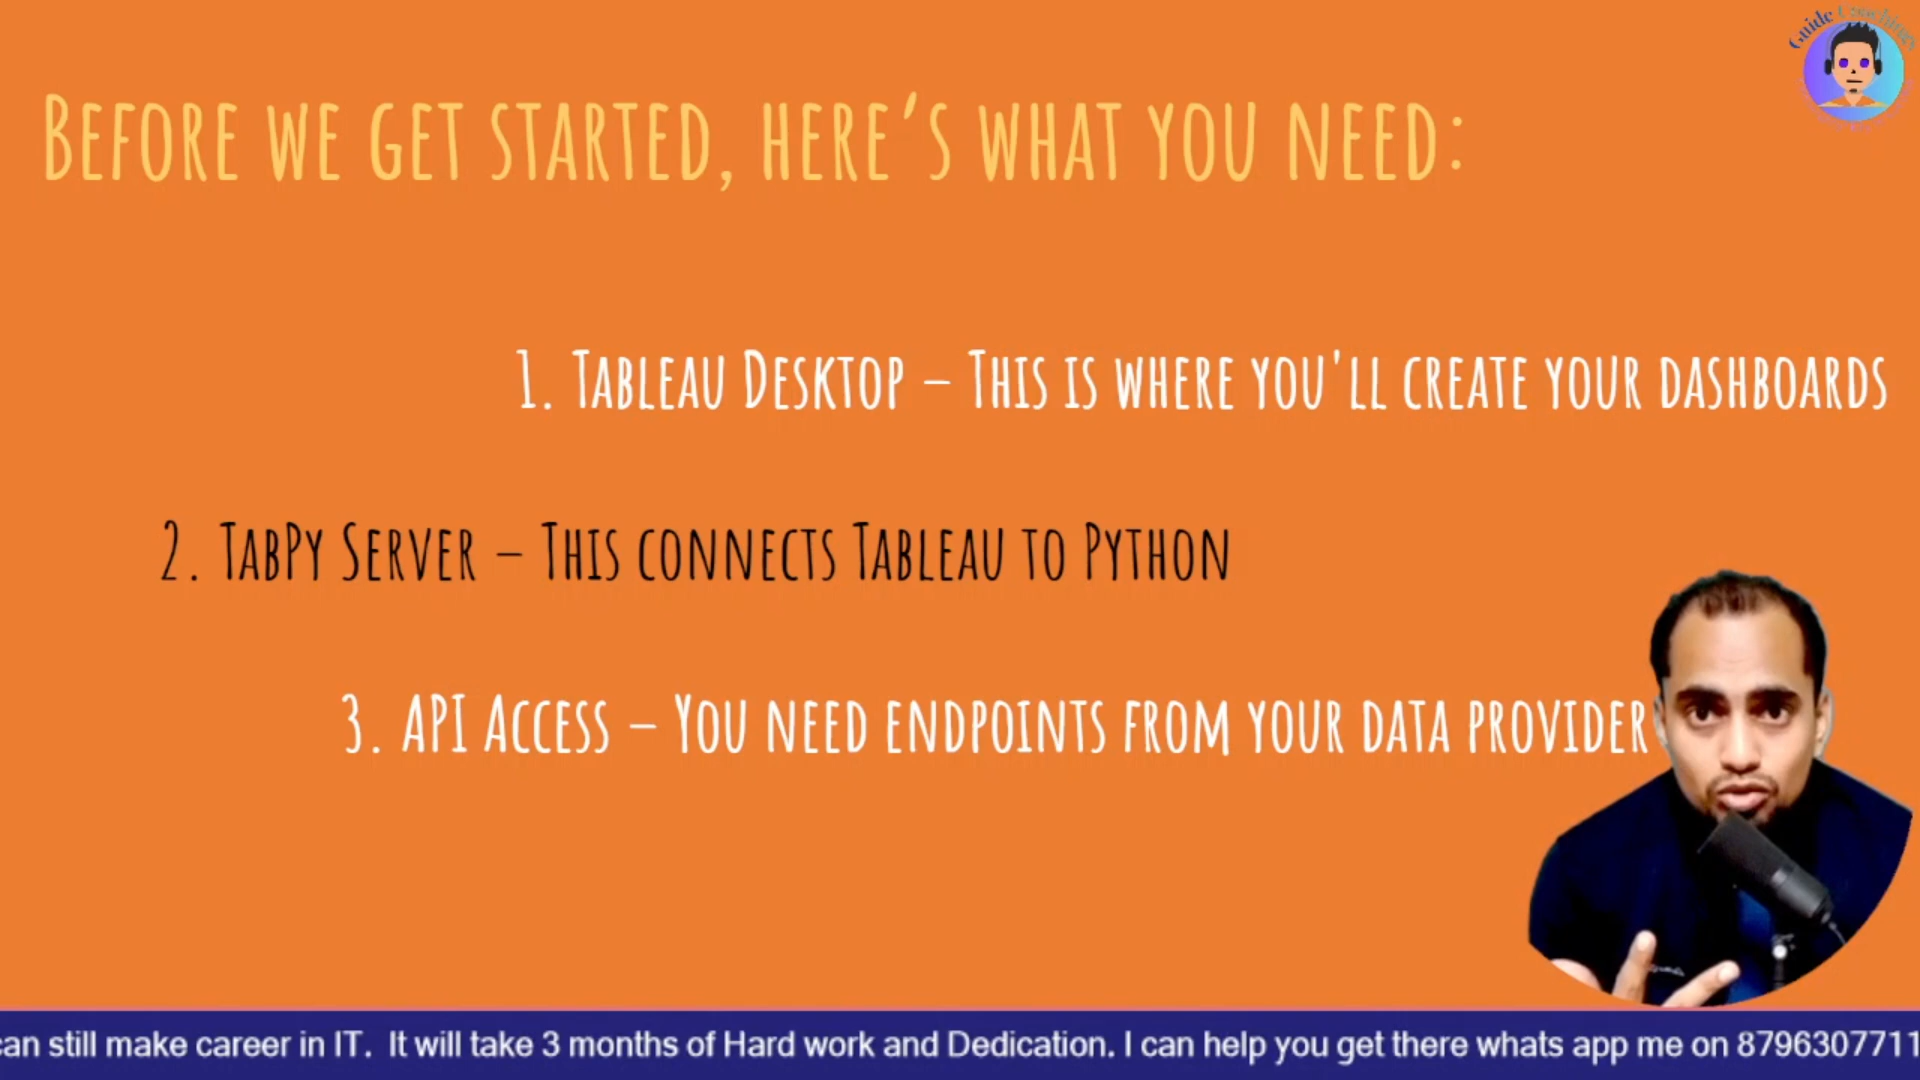 Guide Coachings
Before we get started, here’s what you need:
1. Tableau Desktop – This is where you'll create your dashboards
2. TabPy Server – This connects Tableau to Python
3. API Access – You need endpoints from your data provider
can still make career in IT.  It will take 3 months of Hard work and Dedication. I can help you get there whats app me on 8796307711